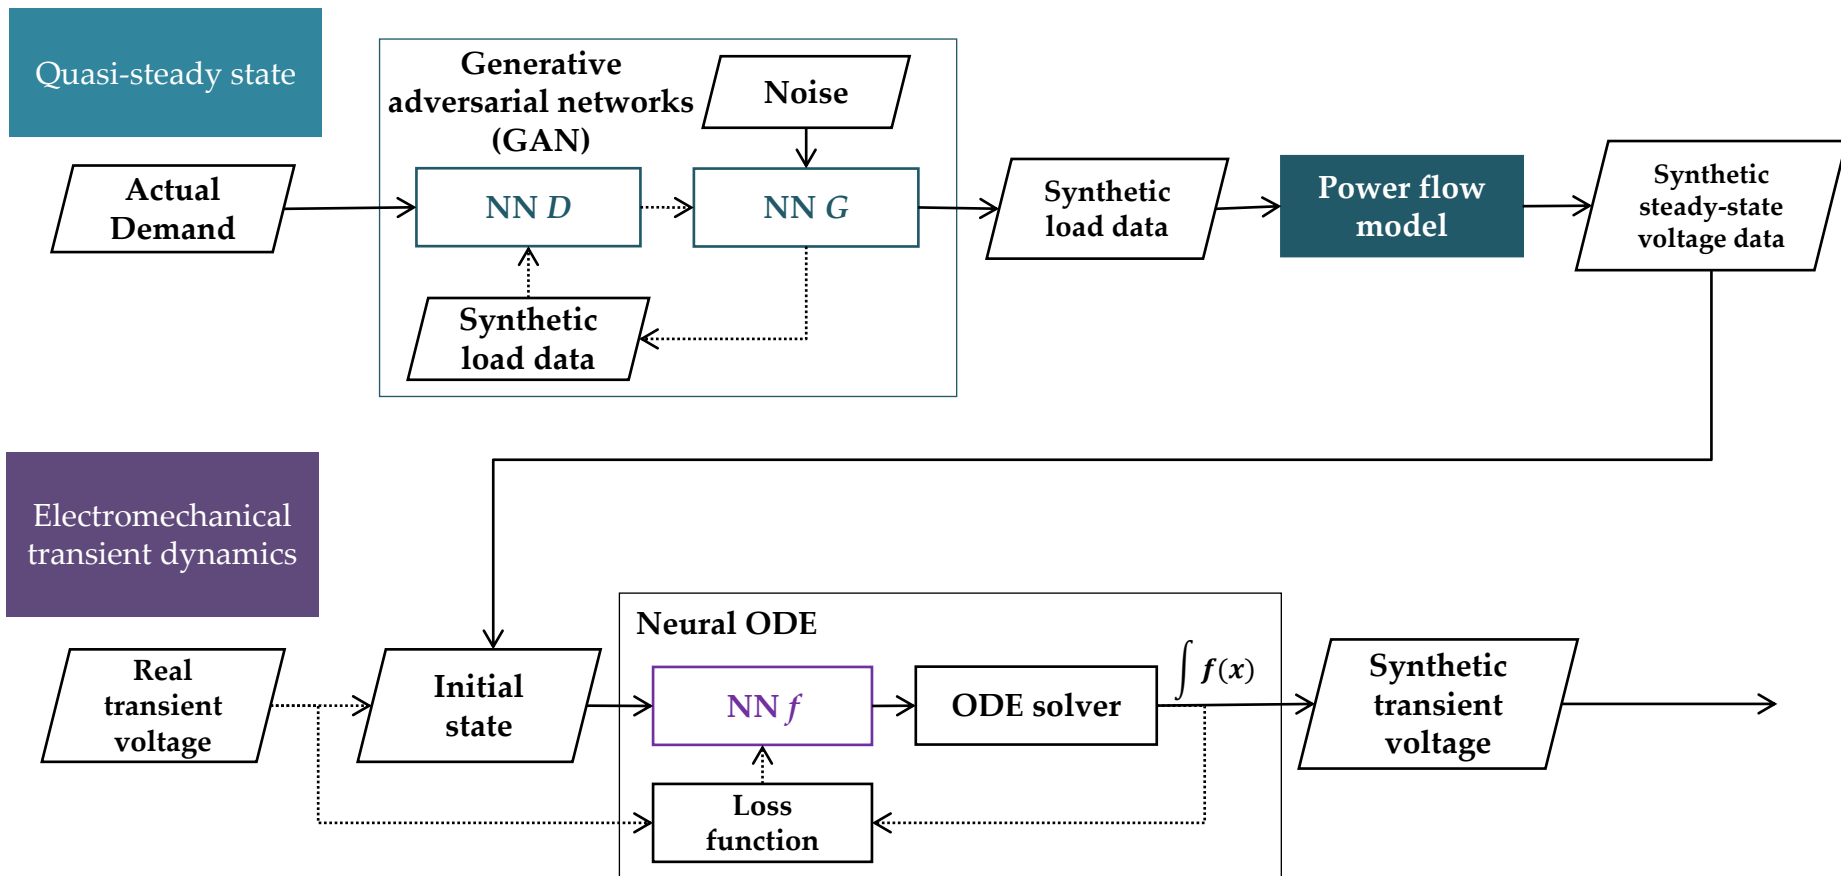 Quasi-steady state
Generative
adversarial networks
(GAN)
Noise
Actual
Demand
NN D
NN G
Synthetic
load data
Synthetic
load data
Power flow
model
Synthetic
steady-state
voltage data
Electromechanical
transient dynamics
Neural ODE
Real
transient
voltage
Initial
state
NN f
ODE solver
∫ f(x)
Synthetic
transient
voltage
Loss
function